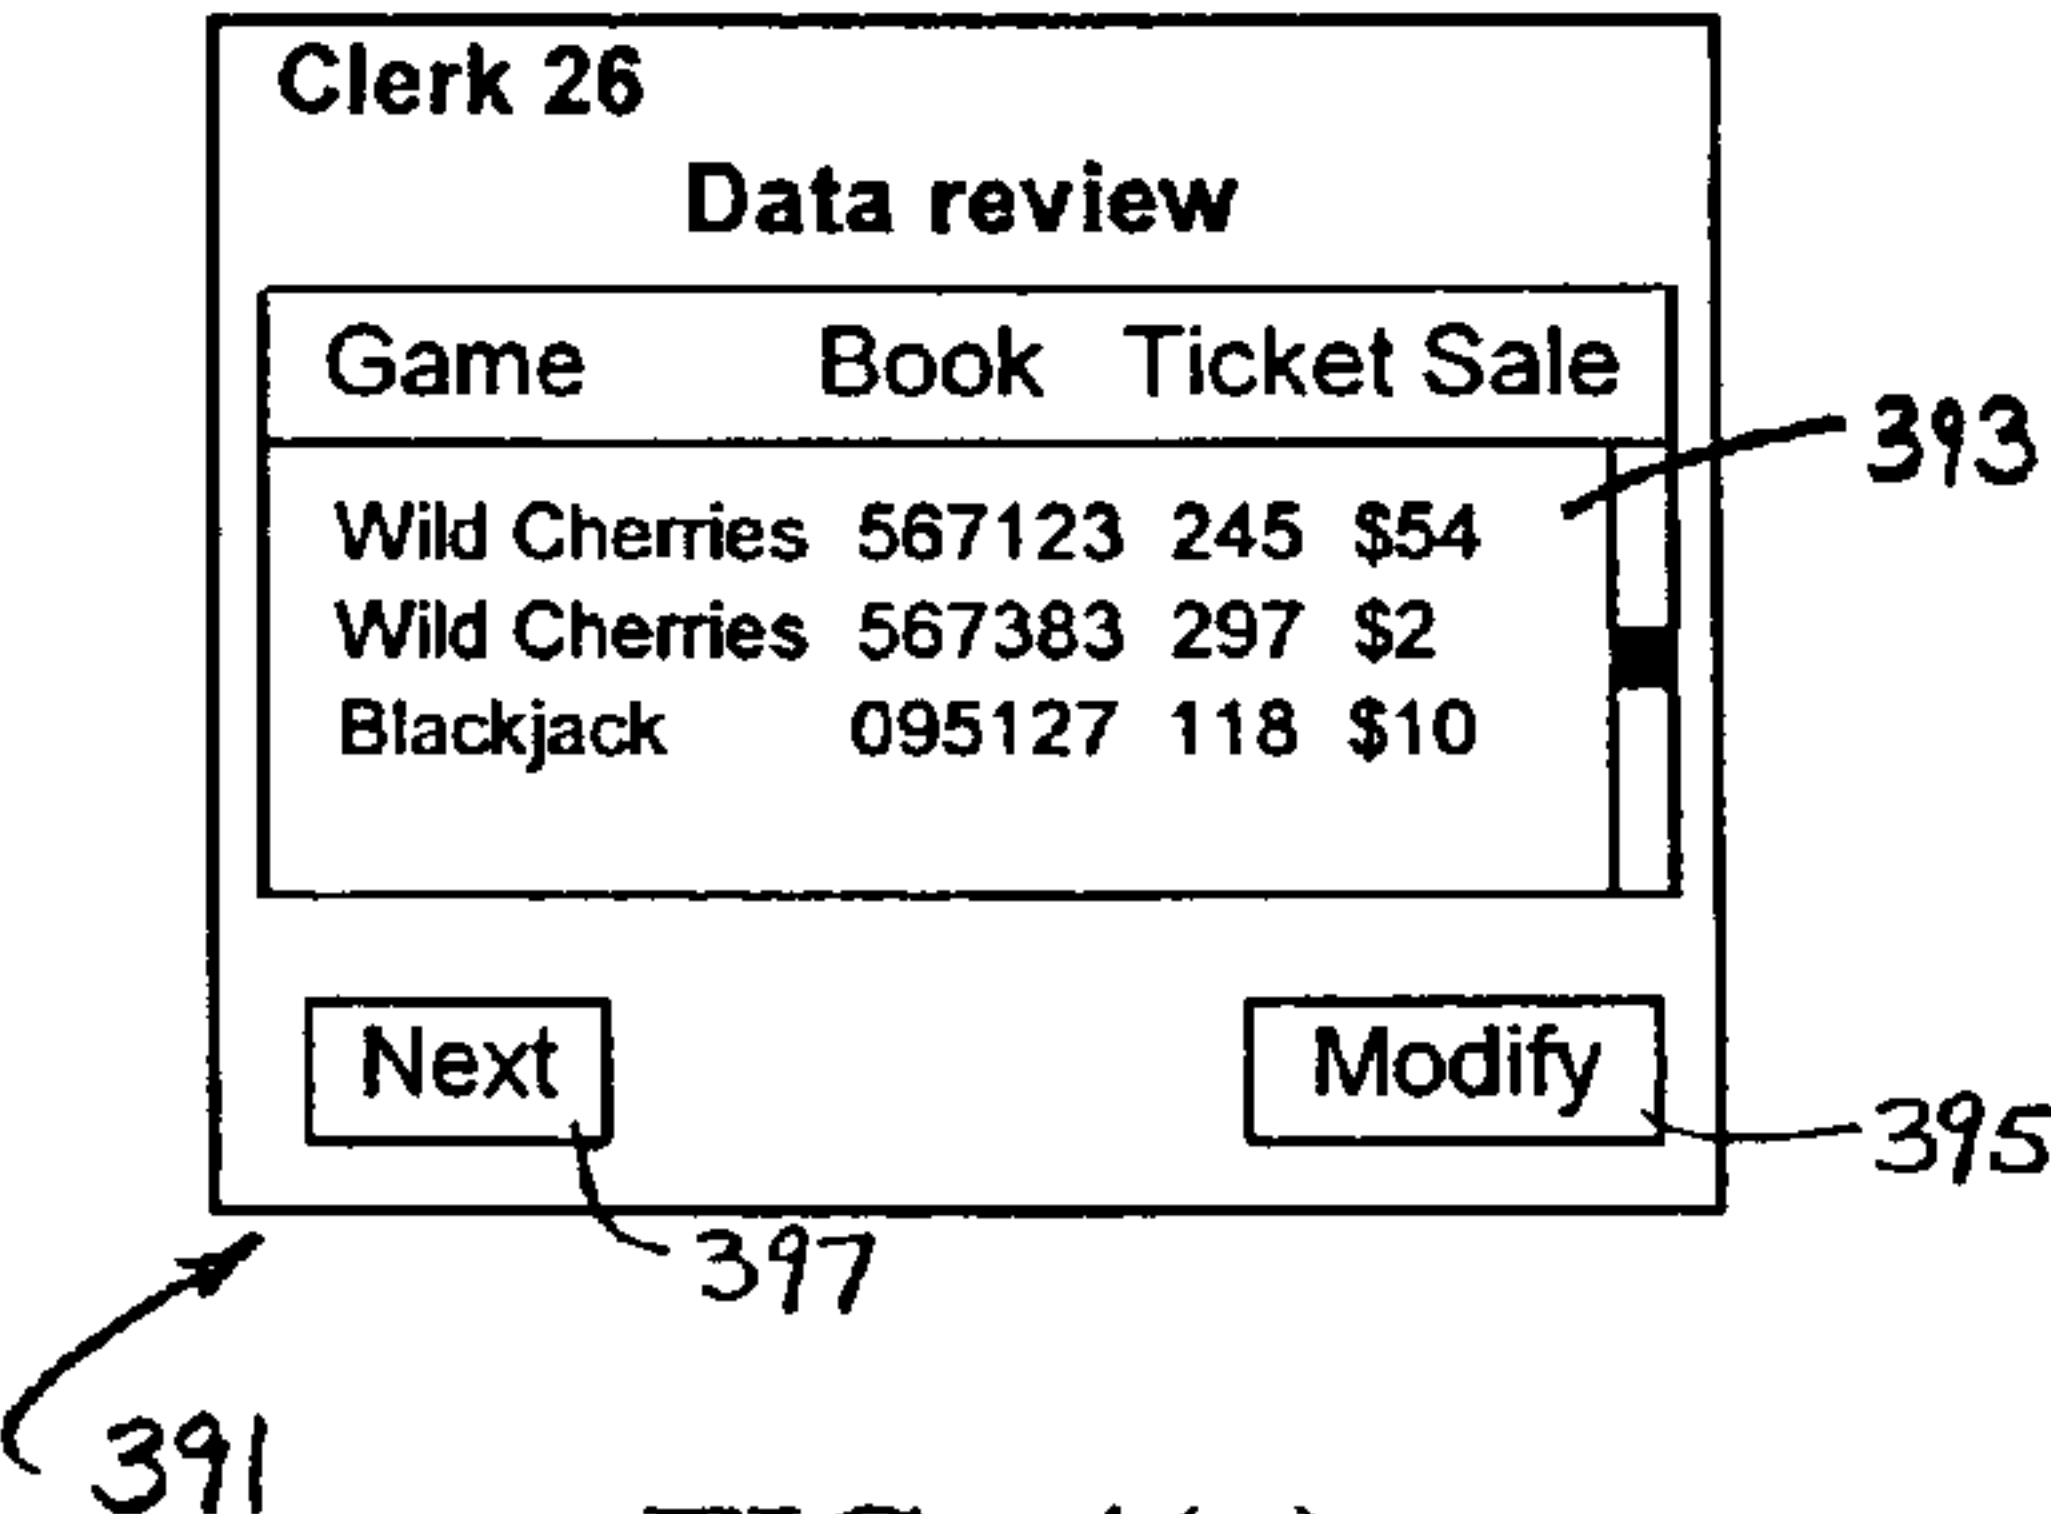 Clerk 26
Data review
Game Book Ticket Sale
393
Wild Cherries 567123 245 $54
Wild Cherries 567383 297 $2
Blackjack 095127 118 $10
Next Modify
395
397
391